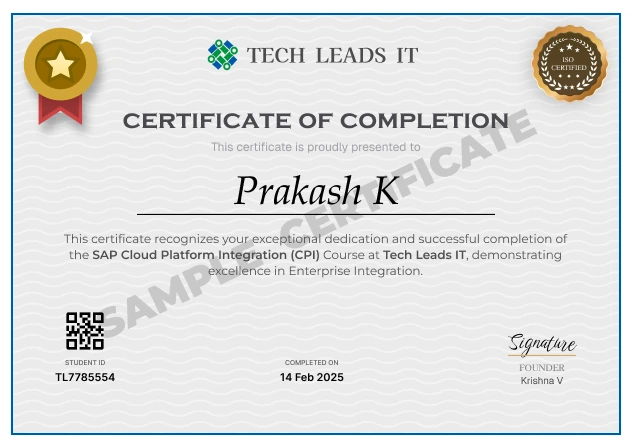 TECH LEADS IT
ISO
CERTIFIED
CERTIFICATE OF COMPLETION
This certificate is proudly presented to
Prakash K
This certificate recognizes your exceptional dedication and successful completion of
the SAP Cloud Platform Integration (CPI) Course at Tech Leads IT, demonstrating
excellence in Enterprise Integration.
SAMPLE CERTIFICATE
STUDENT ID
TL7785554
COMPLETED ON
14 Feb 2025
Signature
FOUNDER
Krishna V